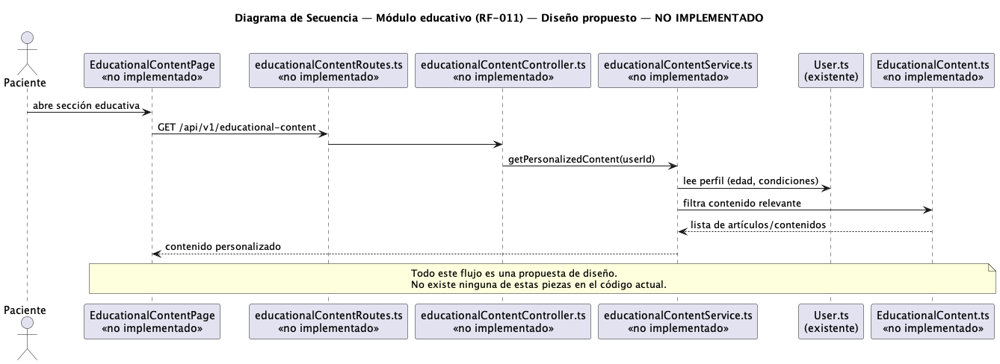 Diagrama de Secuencia — Módulo educativo (RF-011) — Diseño propuesto — NO IMPLEMENTADO
Paciente
EducationalContentPage
«no implementado»
educationalContentRoutes.ts
«no implementado»
educationalContentController.ts
«no implementado»
educationalContentService.ts
«no implementado»
User.ts
(existente)
EducationalContent.ts
«no implementado»
abre sección educativa
GET /api/v1/educational-content
getPersonalizedContent(userId)
lee perfil (edad, condiciones)
filtra contenido relevante
lista de artículos/contenidos
contenido personalizado
Todo este flujo es una propuesta de diseño.
No existe ninguna de estas piezas en el código actual.
Paciente
EducationalContentPage
«no implementado»
educationalContentRoutes.ts
«no implementado»
educationalContentController.ts
«no implementado»
educationalContentService.ts
«no implementado»
User.ts
(existente)
EducationalContent.ts
«no implementado»